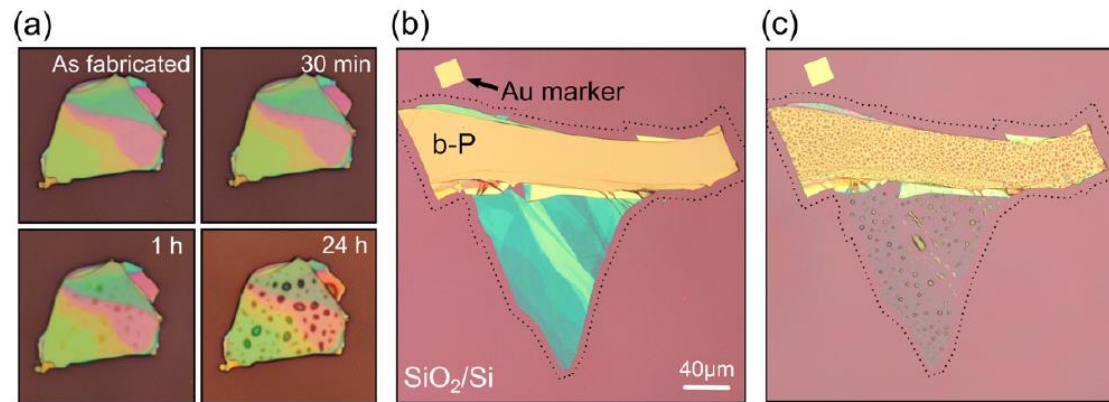 (a)
As fabricated
30 min
1 h
24 h
(b)
Au marker
b-P
SiO₂/Si
40μm
(c)